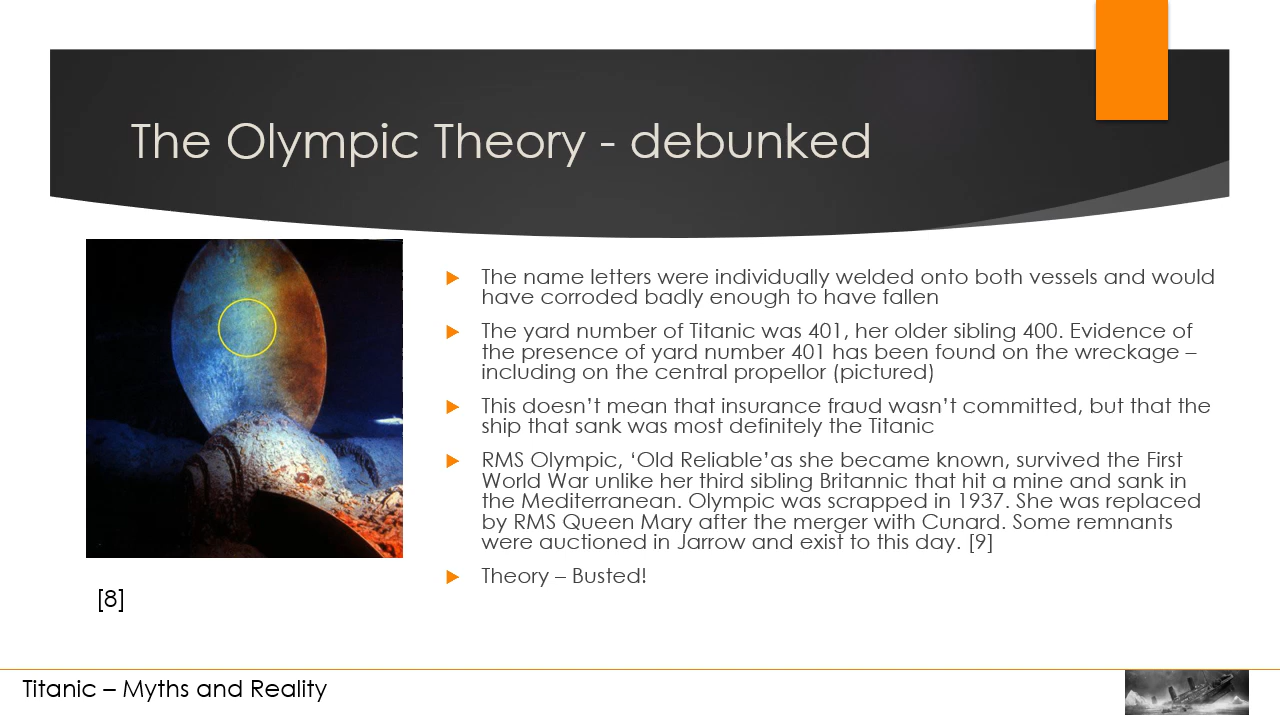 The Olympic Theory - debunked
The name letters were individually welded onto both vessels and would
have corroded badly enough to have fallen
The yard number of Titanic was 401, her older sibling 400. Evidence of
the presence of yard number 401 has been found on the wreckage –
including on the central propellor (pictured)
This doesn’t mean that insurance fraud wasn’t committed, but that the
ship that sank was most definitely the Titanic
RMS Olympic, ‘Old Reliable’as she became known, survived the First
World War unlike her third sibling Britannic that hit a mine and sank in
the Mediterranean. Olympic was scrapped in 1937. She was replaced
by RMS Queen Mary after the merger with Cunard. Some remnants
were auctioned in Jarrow and exist to this day. [9]
Theory – Busted!
[8]
Titanic – Myths and Reality